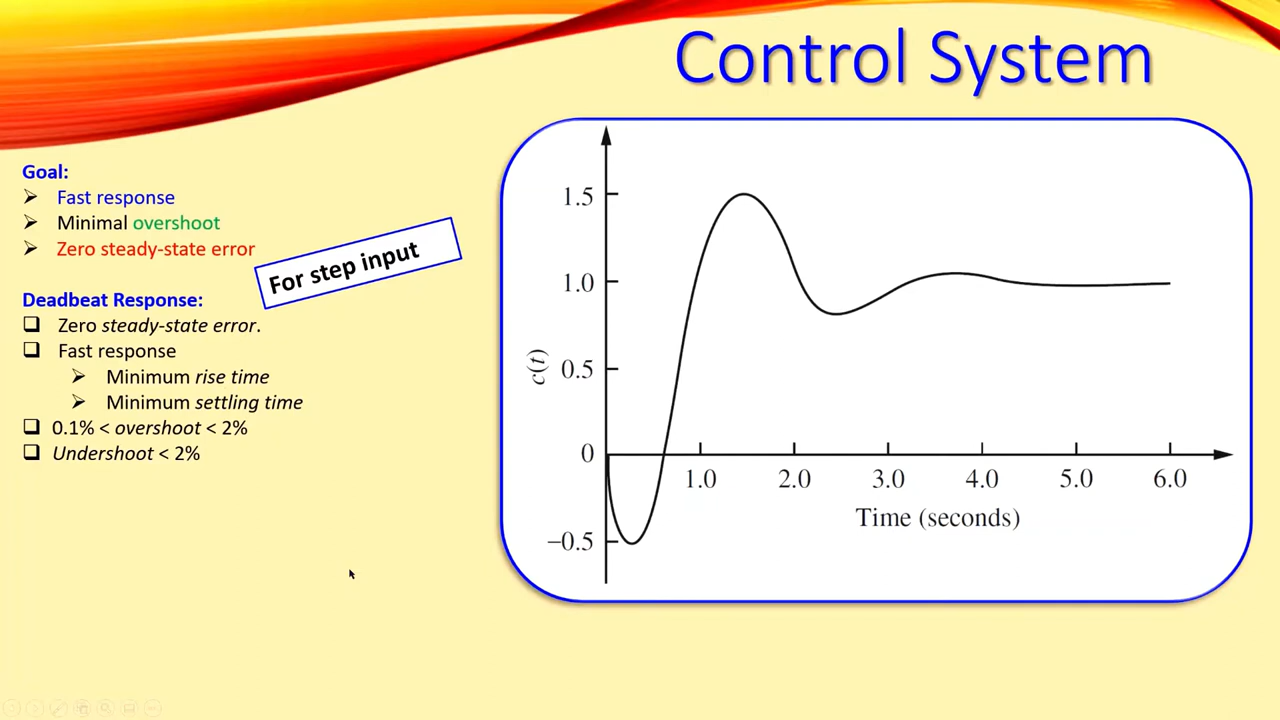 Control System
Goal:
Fast response
Minimal overshoot
Zero steady-state error
For step input
Deadbeat Response:
Zero steady-state error.
Fast response
Minimum rise time
Minimum settling time
0.1% < overshoot < 2%
Undershoot < 2%
1.5
1.0
0.5
0
–0.5
c(t)
1.0 2.0 3.0 4.0 5.0 6.0
Time (seconds)